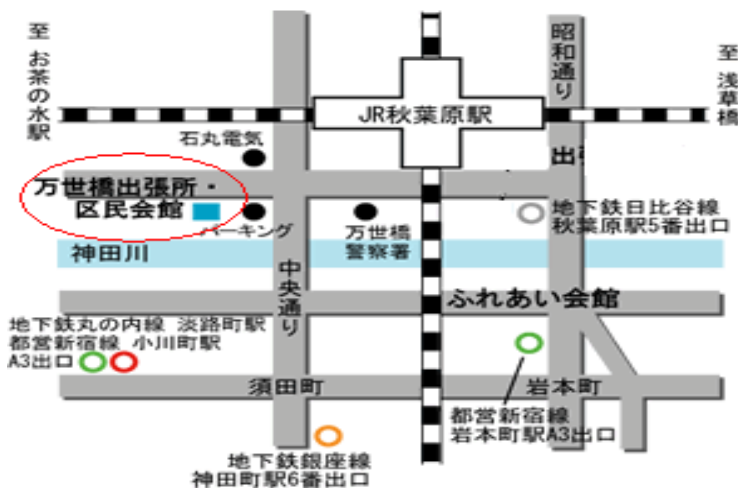 至 お茶の水駅
昭和通り
至 浅草橋
JR秋葉原駅
石丸電気
万世橋出張所・
区民会館
パーキング
万世橋
警察署
地下鉄日比谷線
秋葉原駅5番出口
神田川
中央通り
ふれあい会館
地下鉄丸の内線 淡路町駅
都営新宿線 小川町駅
A3出口
須田町
岩本町
都営新宿線
岩本町駅A3出口
地下鉄銀座線
神田町駅6番出口